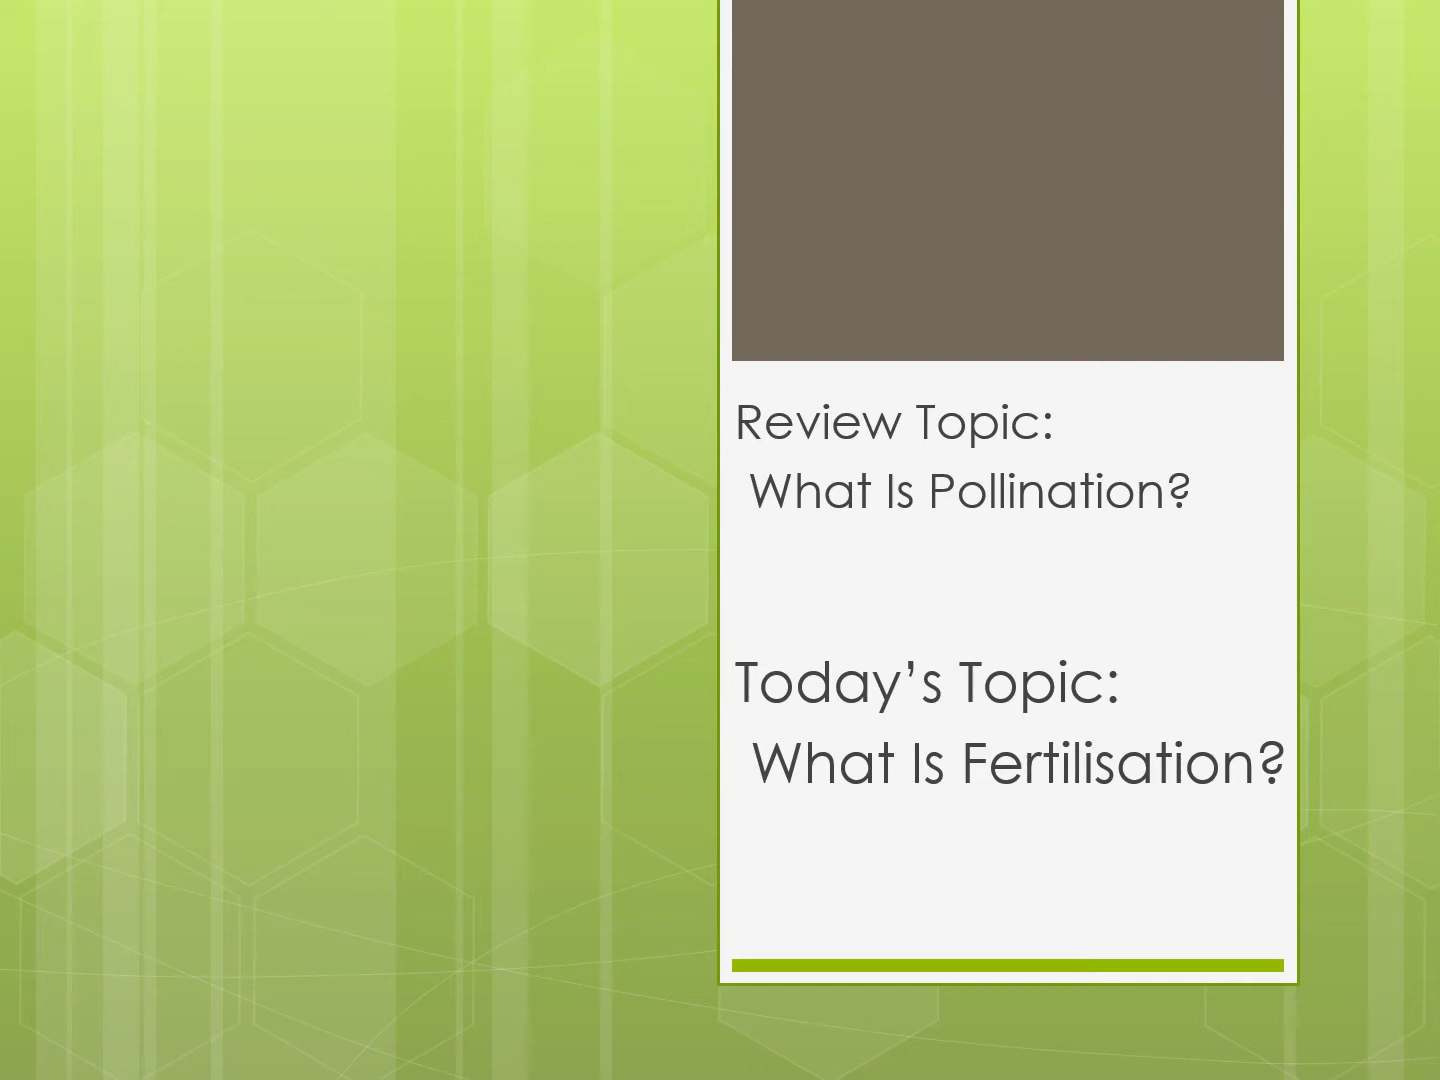 Review Topic:
What Is Pollination?
Today’s Topic:
What Is Fertilisation?